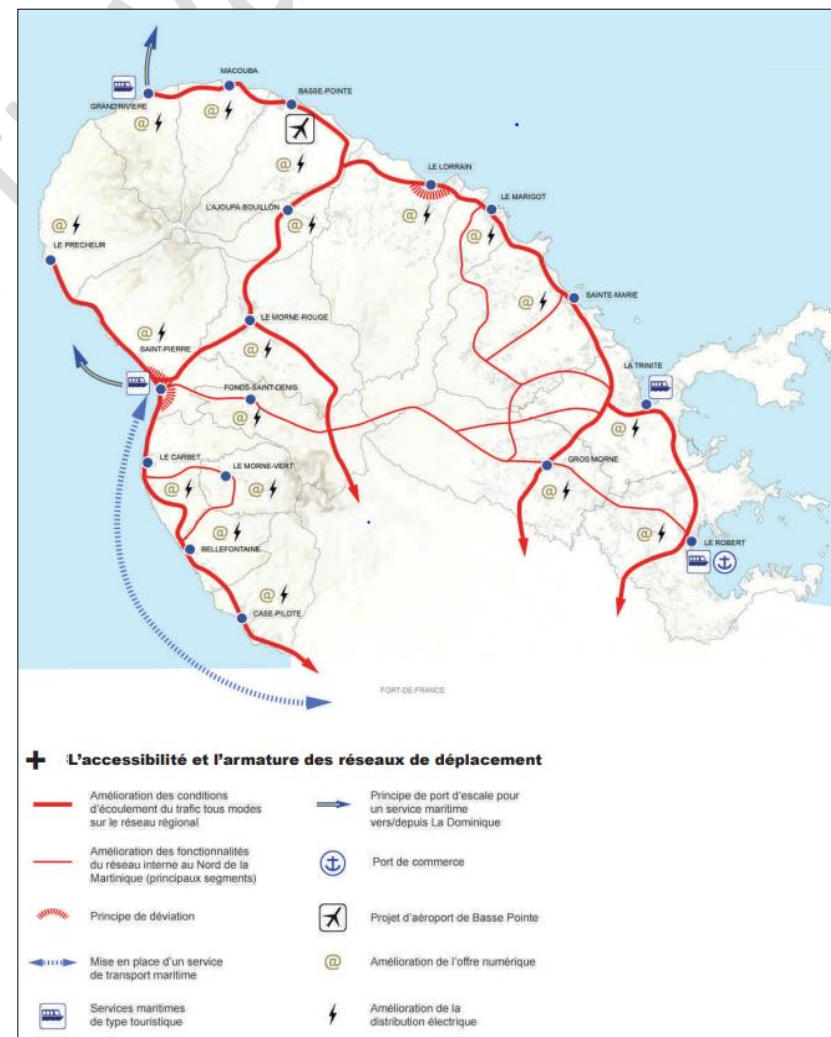 MACOUBA
BASSE-POINTE
GRAND'RIVIERE
@
@
@
LE LORRAIN
L'AJOUPA-BOUILLON
LE MARIGOT
@
@
@
@
LE PRECHEUR
@
SAINTE-MARIE
@
LE MORNE-ROUGE
SAINT-PIERRE
@
LA TRINITE
FONDS-SAINT-DENIS
@
@
LE CARBET
LE MORNE-VERT
GROS MORNE
@
@
@
@
@
LE ROBERT
BELLEFONTAINE
@
CASE-PILOTE
FORT-DE-FRANCE
L'accessibilité et l'armature des réseaux de déplacement
Amélioration des conditions
d'écoulement du trafic tous modes
sur le réseau régional
Amélioration des fonctionnalités
du réseau interne au Nord de la
Martinique (principaux segments)
Principe de déviation
Mise en place d'un service
de transport maritime
Services maritimes
de type touristique
Principe de port d'escale pour
un service maritime
vers/depuis La Dominique
Port de commerce
Projet d'aéroport de Basse Pointe
@ Amélioration de l'offre numérique
Amélioration de la
distribution électrique